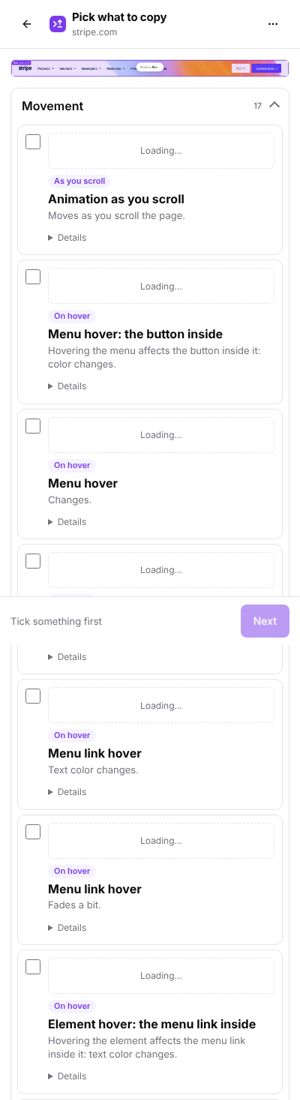 Pick what to copy
stripe.com
stripe
Movement
17
Loading...
As you scroll
Animation as you scroll
Moves as you scroll the page.
Details
Loading...
On hover
Menu hover: the button inside
Hovering the menu affects the button inside it:
color changes.
Details
Loading...
On hover
Menu hover
Changes.
Details
Loading...
Tick something first
Next
Details
Loading...
On hover
Menu link hover
Text color changes.
Details
Loading...
On hover
Menu link hover
Fades a bit.
Details
Loading...
On hover
Element hover: the menu link inside
Hovering the element affects the menu link
inside it: text color changes.
Details